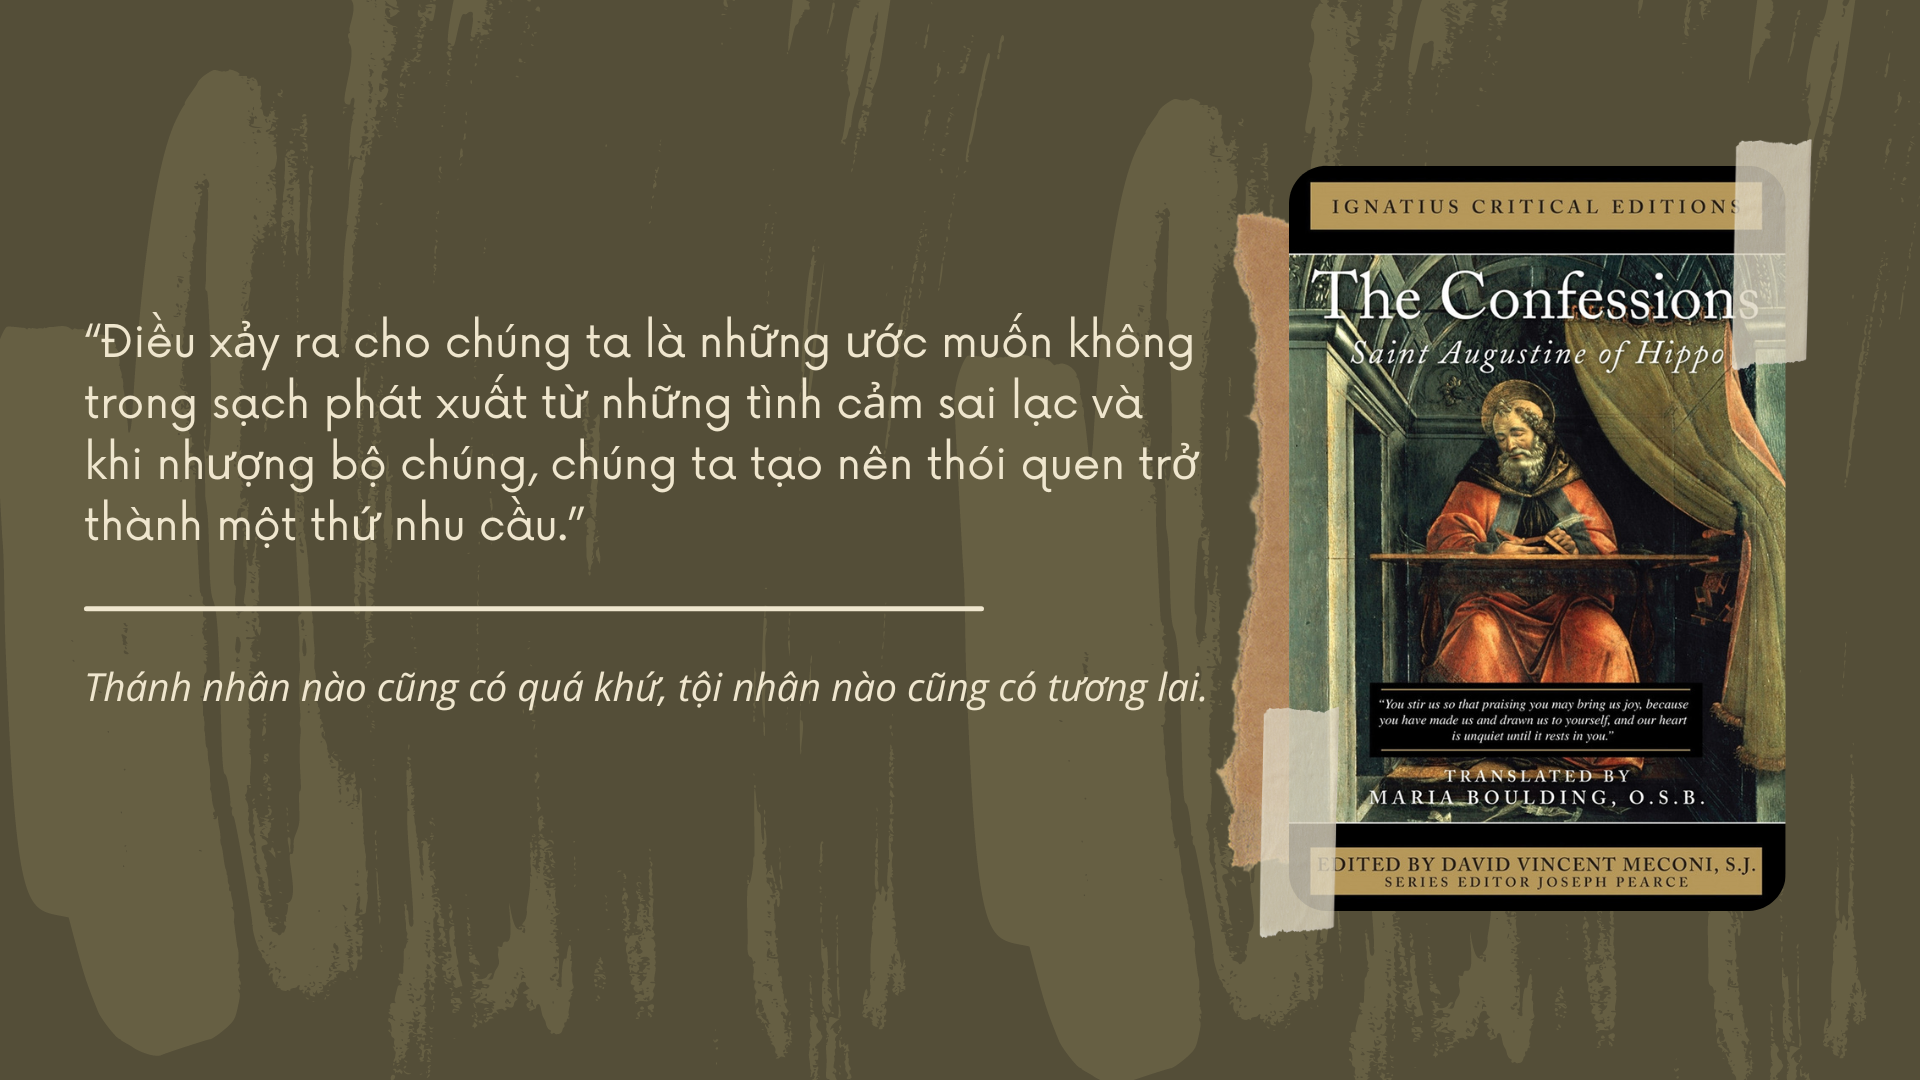 “Điều xảy ra cho chúng ta là những ước muốn không
trong sạch phát xuất từ những tình cảm sai lạc và
khi nhượng bộ chúng, chúng ta tạo nên thói quen trở
thành một thứ nhu cầu.”
Thánh nhân nào cũng có quá khứ, tội nhân nào cũng có tương lai.
IGNATIUS CRITICAL EDITIONS
The Confessions
Saint Augustine of Hippo
“You stir us so that praising you may bring us joy, because
you have made us and drawn us to yourself, and our heart
is unquiet until it rests in you.”
TRANSLATED BY
MARIA BOULDING, O.S.B.
EDITED BY DAVID VINCENT MECONI, S.J.
SERIES EDITOR JOSEPH PEARCE